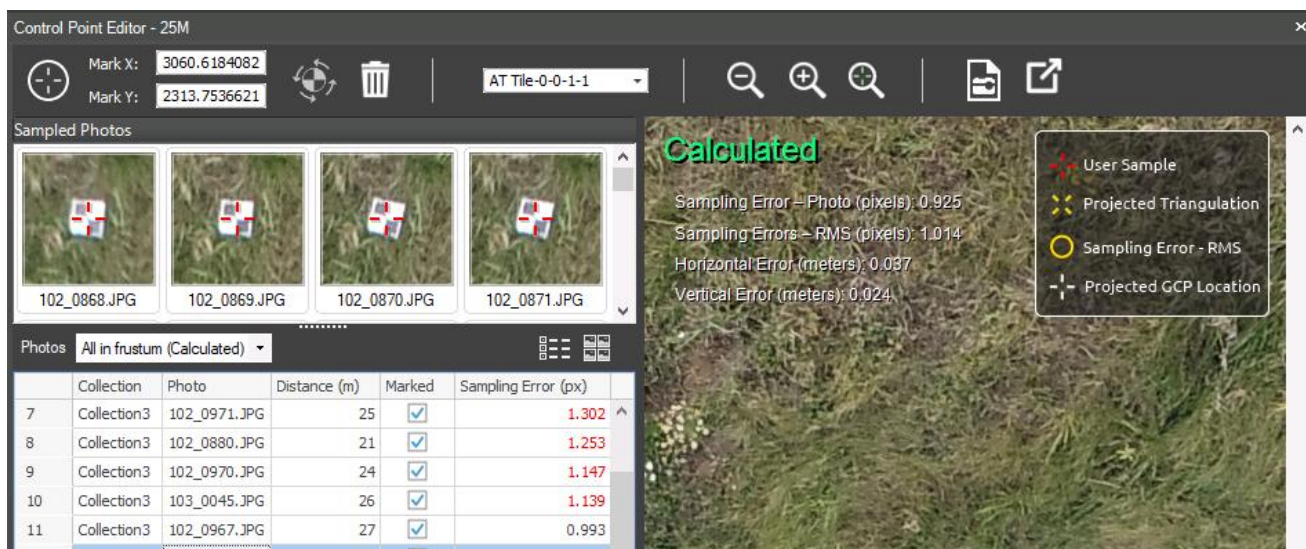 Control Point Editor - 25M
Mark X: 3060.6184082
Mark Y: 2313.7536621
AT Tile-0-0-1-1
Sampled Photos
102_0868.JPG 102_0869.JPG 102_0870.JPG 102_0871.JPG
Photos All in frustum (Calculated)
Collection Photo Distance (m) Marked Sampling Error (px)
7 Collection3 102_0971.JPG 25 1.302
8 Collection3 102_0880.JPG 21 1.253
9 Collection3 102_0970.JPG 24 1.147
10 Collection3 103_0045.JPG 26 1.139
11 Collection3 102_0967.JPG 27 0.993
Calculated
Sampling Error – Photo (pixels): 0.925
Sampling Errors – RMS (pixels): 1.014
Horizontal Error (meters): 0.037
Vertical Error (meters): 0.024
User Sample
Projected Triangulation
Sampling Error - RMS
Projected GCP Location